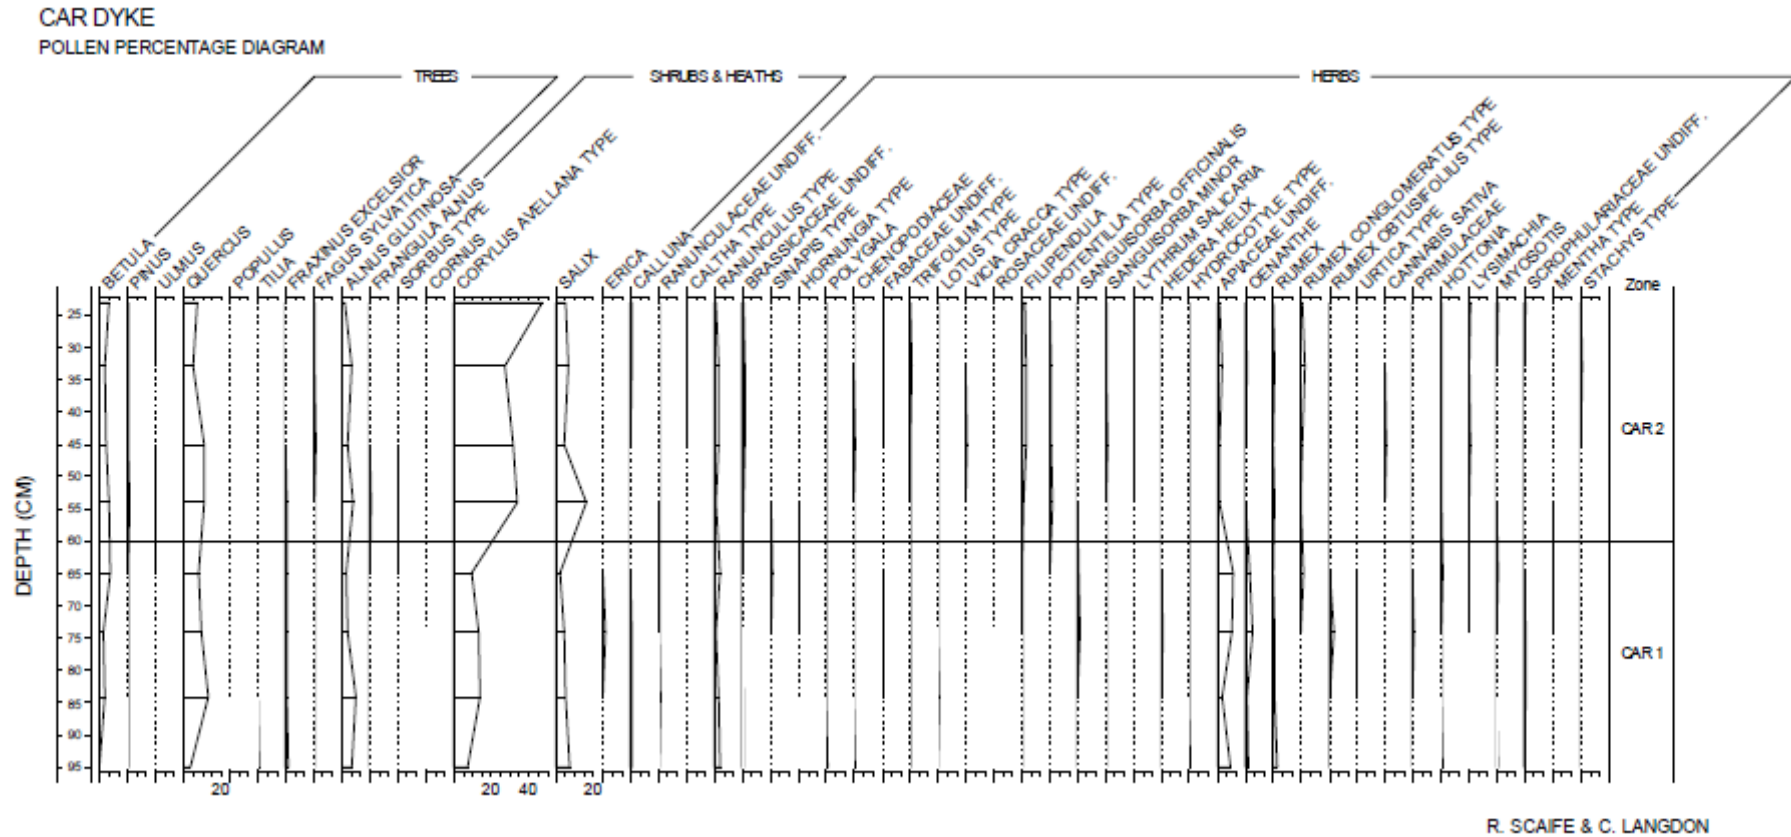 CAR DYKE
POLLEN PERCENTAGE DIAGRAM
TREES
SHRUBS & HEATHS
HERBS
BETULA
PINUS
ULMUS
QUERCUS
POPULUS
TILIA
FRAXINUS EXCELSIOR
FAGUS SYLVATICA
ALNUS GLUTINOSA
FRANGULA ALNUS
SORBUS TYPE
CORNUS
CORYLUS AVELLANA TYPE
SALIX
ERICA
CALLUNA
RANUNCULACEAE UNDIFF.
CALTHA TYPE
RANUNCULUS TYPE
BRASSICACEAE UNDIFF.
SINAPIS TYPE
HORNUNGIA TYPE
POLYGALA
CHENOPODIACEAE
FABACEAE UNDIFF.
TRIFOLIUM TYPE
LOTUS TYPE
VICIA CRACCA TYPE
ROSACEAE UNDIFF.
FILIPENDULA
POTENTILLA TYPE
SANGUISORBA OFFICINALIS
SANGUISORBA MINOR
LYTHRUM SALICARIA
HEDERA HELIX
HYDROCOTYLE TYPE
APIACEAE UNDIFF.
OENANTHE
RUMEX
RUMEX CONGLOMERATUS TYPE
RUMEX OBTUSIFOLIUS TYPE
URTICA TYPE
CANNABIS SATIVA
PRIMULACEAE
HOTTONIA
LYSIMACHIA
MYOSOTIS
SCROPHULARIACEAE UNDIFF.
MENTHA TYPE
STACHYS TYPE
Zone
25
30
35
40
45
50
55
60
65
70
75
80
85
90
95
DEPTH (CM)
CAR 2
CAR 1
20
20 40
20
R. SCAIFE & C. LANGDON